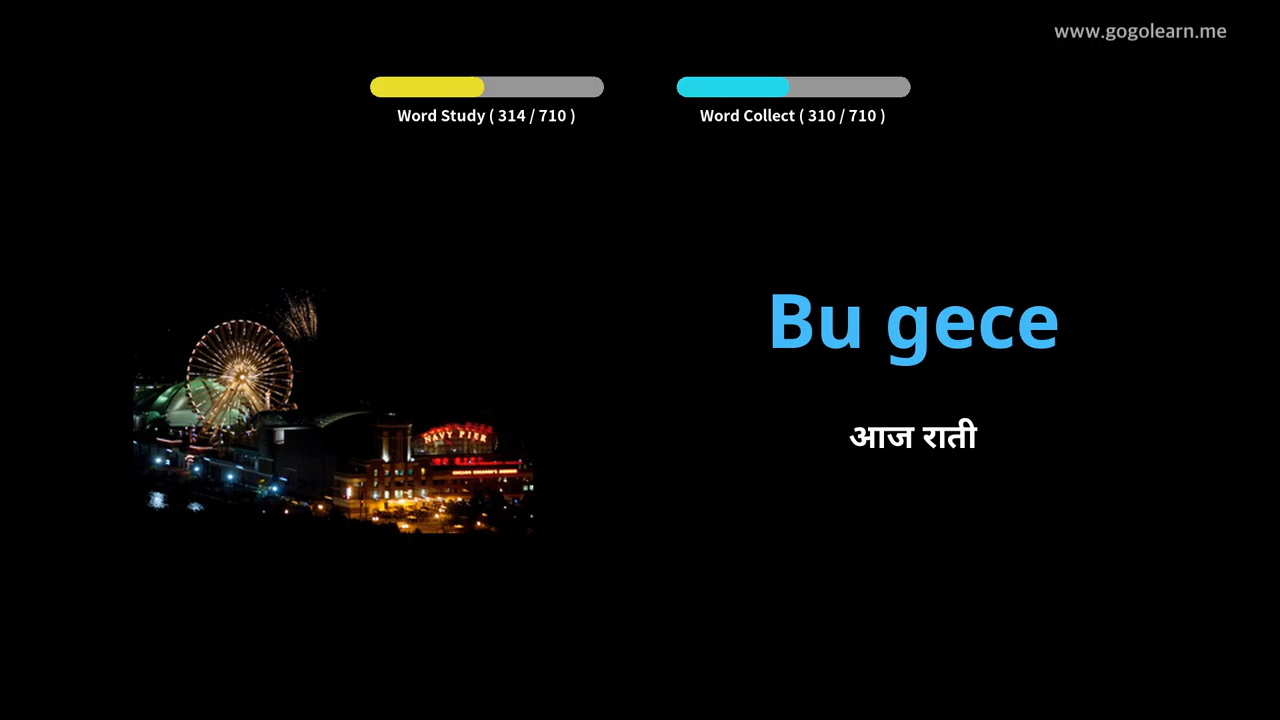 www.gogolearn.me
Word Study ( 314 / 710 )
Word Collect ( 310 / 710 )
Bu gece
आज राती
NAVY PIER